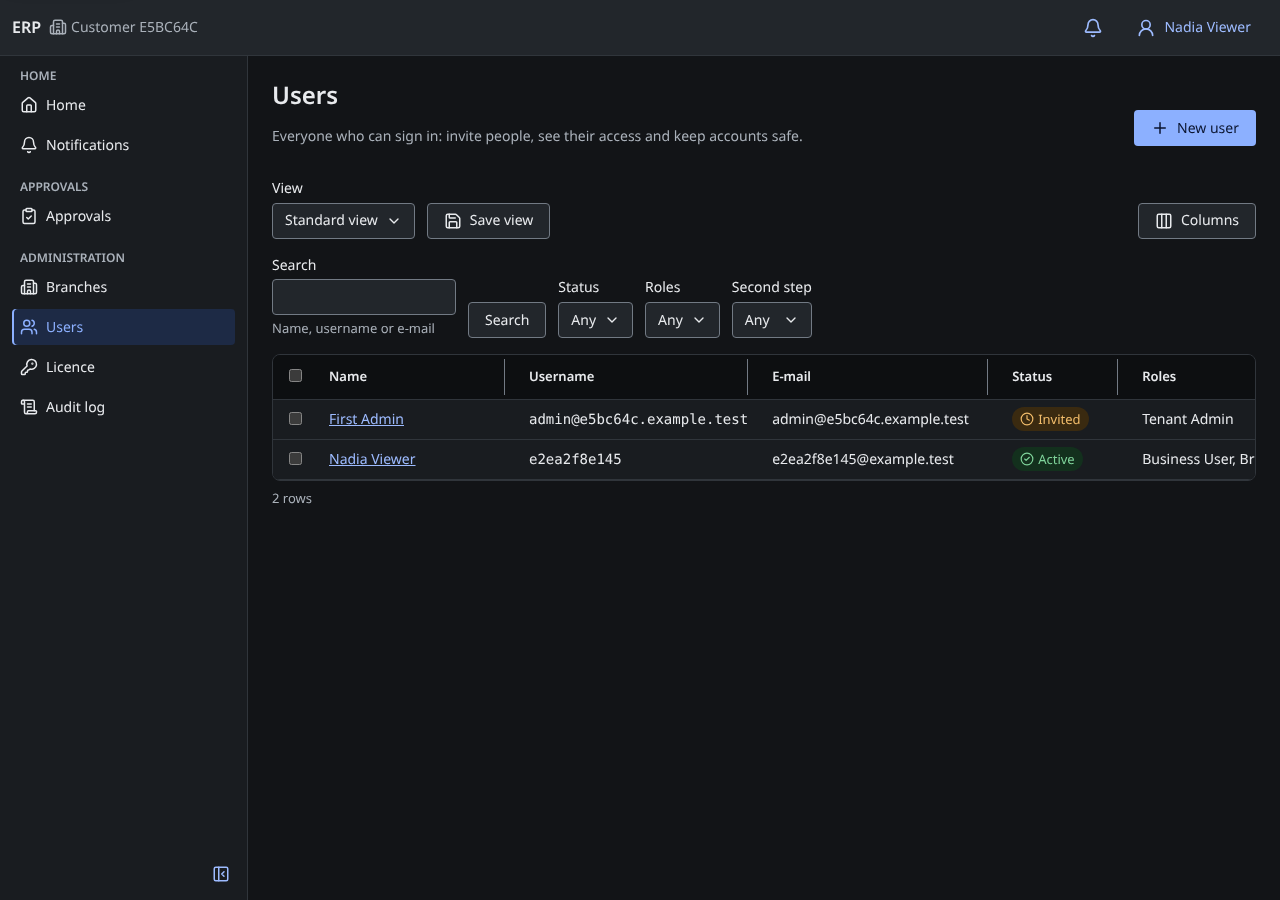 ERP Customer E5BC64C
Nadia Viewer
HOME
Home
Notifications
APPROVALS
Approvals
ADMINISTRATION
Branches
Users
Licence
Audit log
Users
Everyone who can sign in: invite people, see their access and keep accounts safe.
New user
View
Standard view Save view Columns
Search
Name, username or e-mail
Search
Status Roles Second step
Any Any Any
Name Username E-mail Status Roles
First Admin admin@e5bc64c.example.test admin@e5bc64c.example.test Invited Tenant Admin
Nadia Viewer e2ea2f8e145 e2ea2f8e145@example.test Active Business User, Br
2 rows